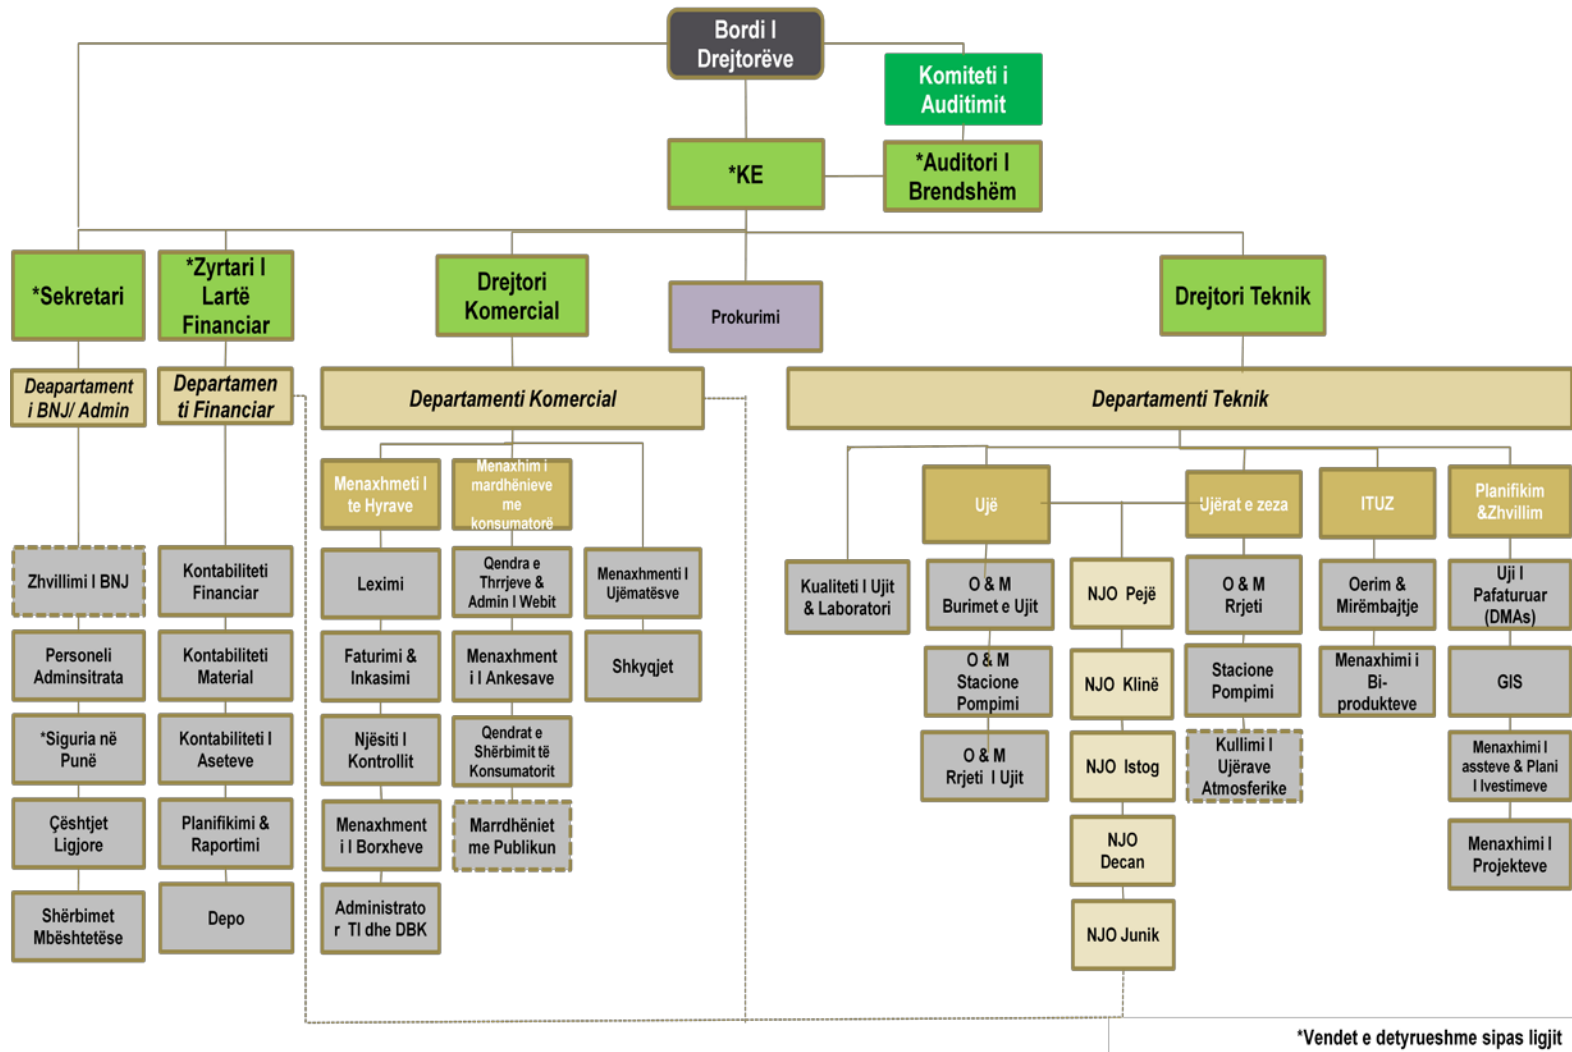 Bordi I
Drejtorëve
Komiteti i
Auditimit
*KE
*Auditori I
Brendshëm
*Sekretari
*Zyrtari I
Lartë
Financiar
Drejtori
Komercial
Prokurimi
Drejtori Teknik
Deapartament
i BNJ/ Admin
Departamen
ti Financiar
Departamenti Komercial
Departamenti Teknik
Menaxhmeti I
te Hyrave
Menaxhim i
mardhënieve
me
konsumatorë
Ujë
Ujërat e zeza
ITUZ
Planifikim
&Zhvillim
Zhvillimi I BNJ
Kontabiliteti
Financiar
Leximi
Qendra e
Thrrjeve &
Admin I Webit
Menaxhmenti I
Ujëmatësve
Kualiteti I Ujit
& Laboratori
O & M
Burimet e Ujit
NJO  Pejë
O & M
Rrjeti
Oerim &
Mirëmbajtje
Uji I
Pafaturuar
(DMAs)
Personeli
Adminsitrata
Kontabiliteti
Material
Faturimi &
Inkasimi
Menaxhment
i I Ankesave
Shkyqjet
O & M
Stacione
Pompimi
NJO  Klinë
Stacione
Pompimi
Menaxhimi i
Bi-
produkteve
GIS
*Siguria në
Punë
Kontabiliteti I
Aseteve
Njësiti I
Kontrollit
Qendrat e
Shërbimit të
Konsumatorit
O & M
Rrjeti  I Ujit
NJO Istog
Kullimi I
Ujërave
Atmosferike
Menaxhimi I
assteve & Plani
I Ivestimeve
Çështjet
Ligjore
Planifikimi &
Raportimi
Menaxhment
i I Borxheve
Marrdhëniet
me Publikun
NJO
Decan
Menaxhimi I
Projekteve
Shërbimet
Mbështetëse
Depo
Administrato
r  TI dhe DBK
NJO Junik
*Vendet e detyrueshme sipas ligjit